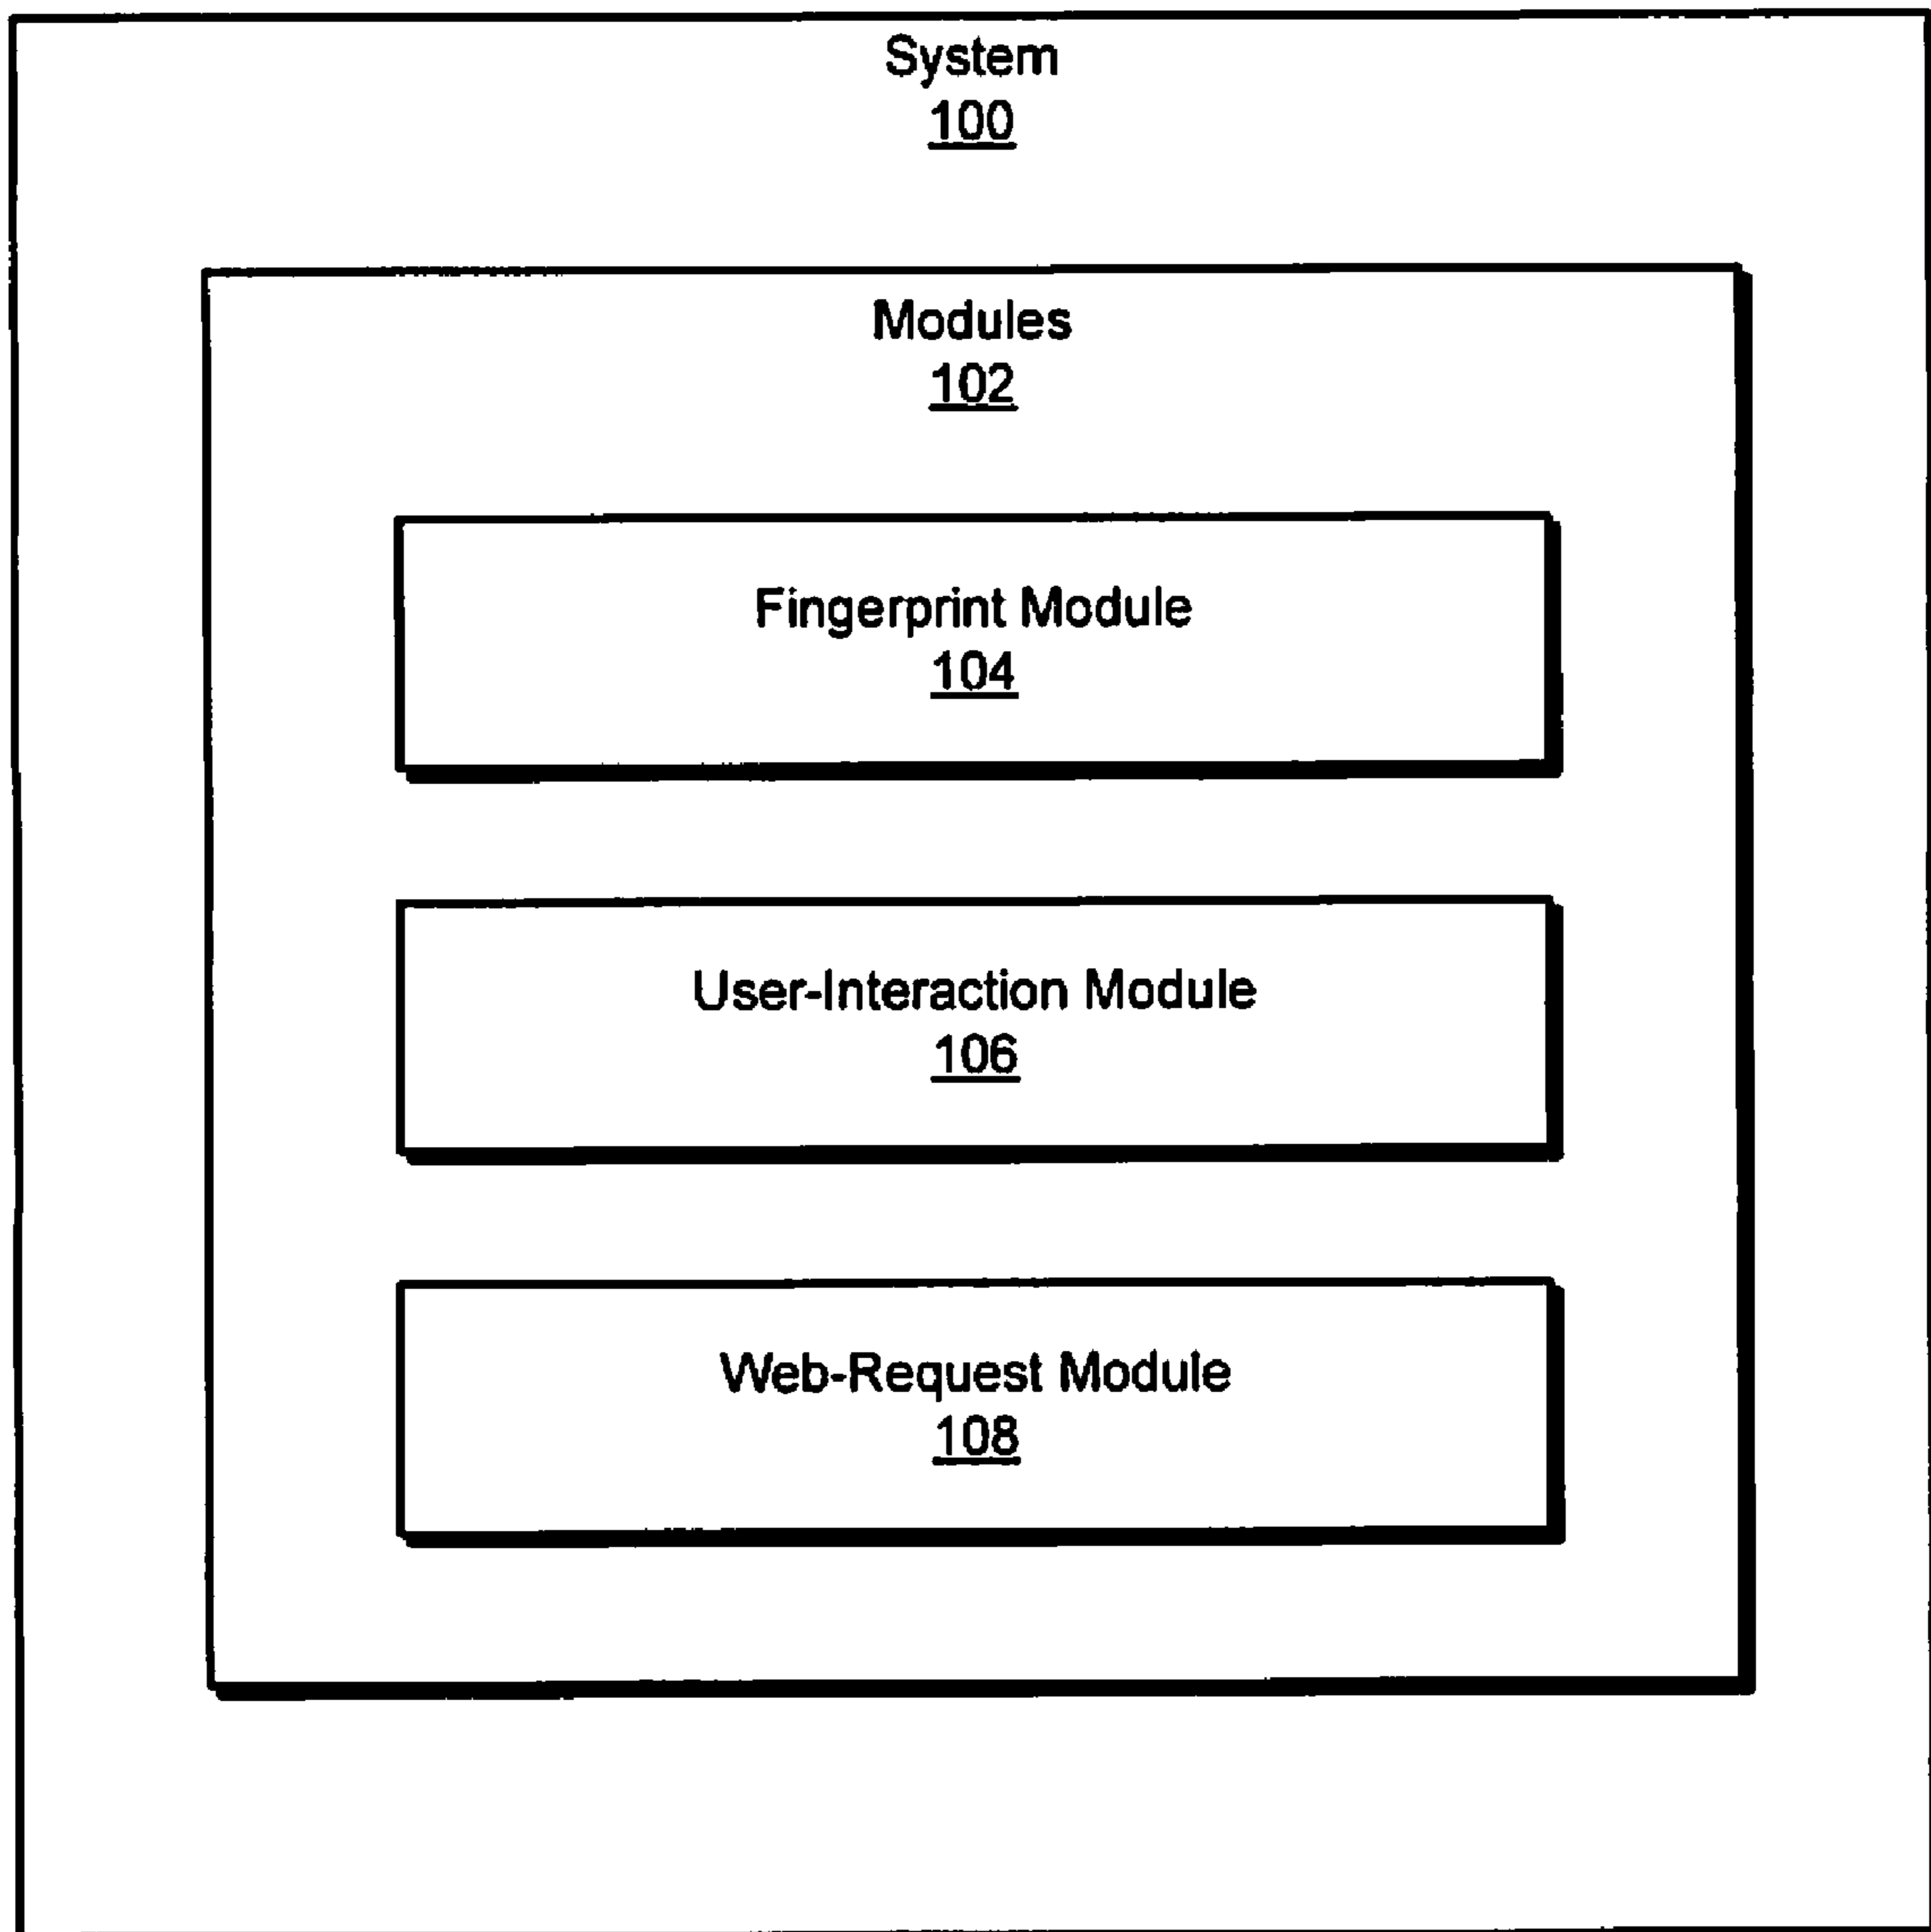 System
100
Modules
102
Fingerprint Module
104
User-Interaction Module
106
Web-Request Module
108